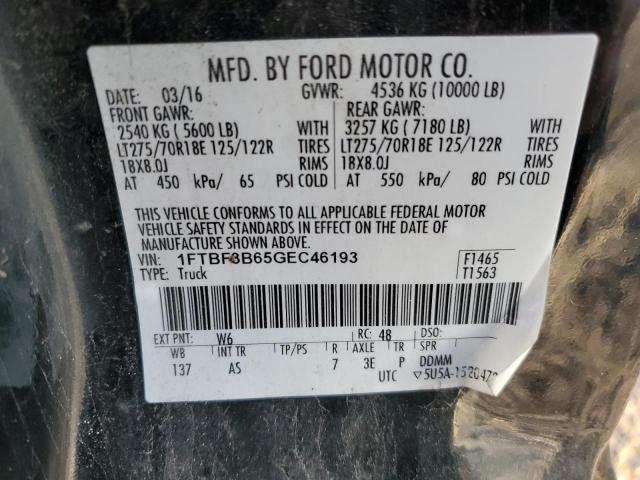 MFD. BY FORD MOTOR CO.
DATE: 03/16 GVWR: 4536 KG (10000 LB)
FRONT GAWR: REAR GAWR:
2540 KG ( 5600 LB) WITH 3257 KG ( 7180 LB) WITH
LT275/70R18E 125/122R TIRES LT275/70R18E 125/122R TIRES
18X8.0J RIMS 18X8.0J RIMS
AT 450 kPa/ 65 PSI COLD AT 550 kPa/ 80 PSI COLD
THIS VEHICLE CONFORMS TO ALL APPLICABLE FEDERAL MOTOR
VEHICLE SAFETY STANDARDS IN EFFECT ON THE DATE OF MANUFACTURE
SHOWN ABOVE.
VIN: 1FTBF3B65GEC46193 F1465
TYPE: Truck T1563
EXT PNT: W6 RC: 48 DSO:
WB INT TR TP/PS R AXLE TR SPR
137 AS 7 3E P DDMM
UTC